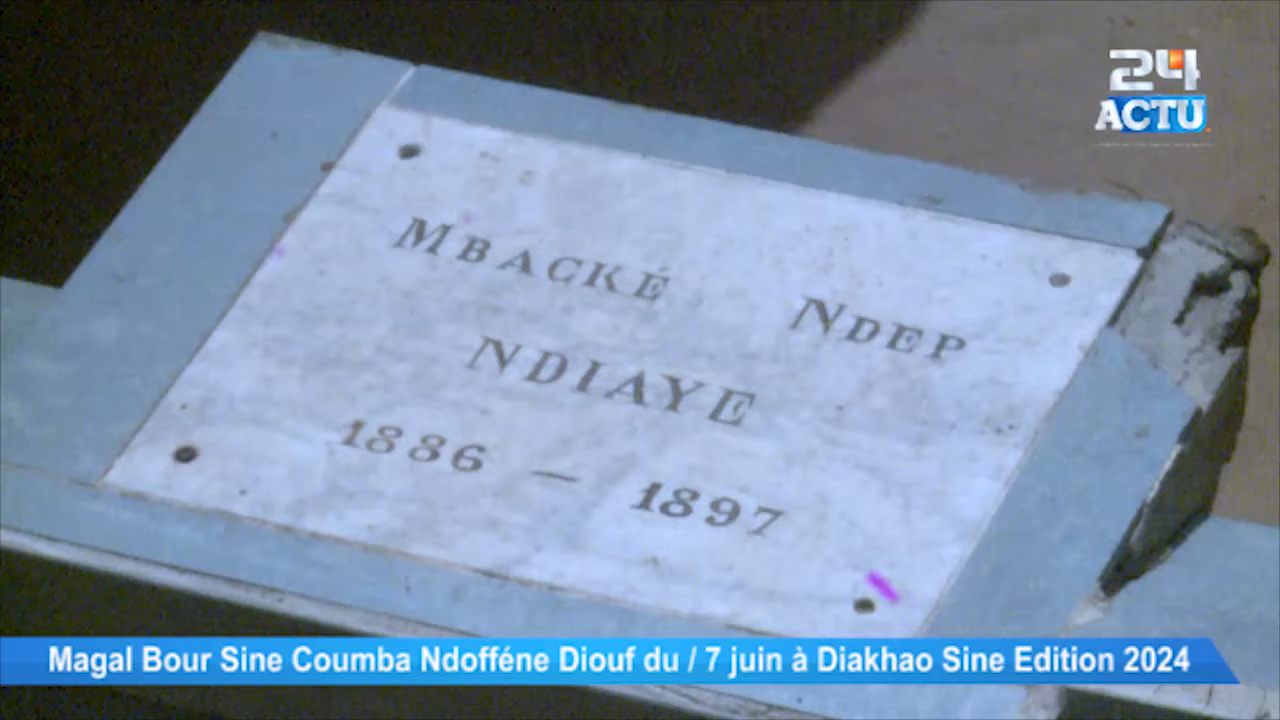 24
ACTU
MBACKÉ NDEP
NDIAYE
1886 — 1897
Magal Bour Sine Coumba Ndofféne Diouf du / 7 juin à Diakhao Sine Edition 2024